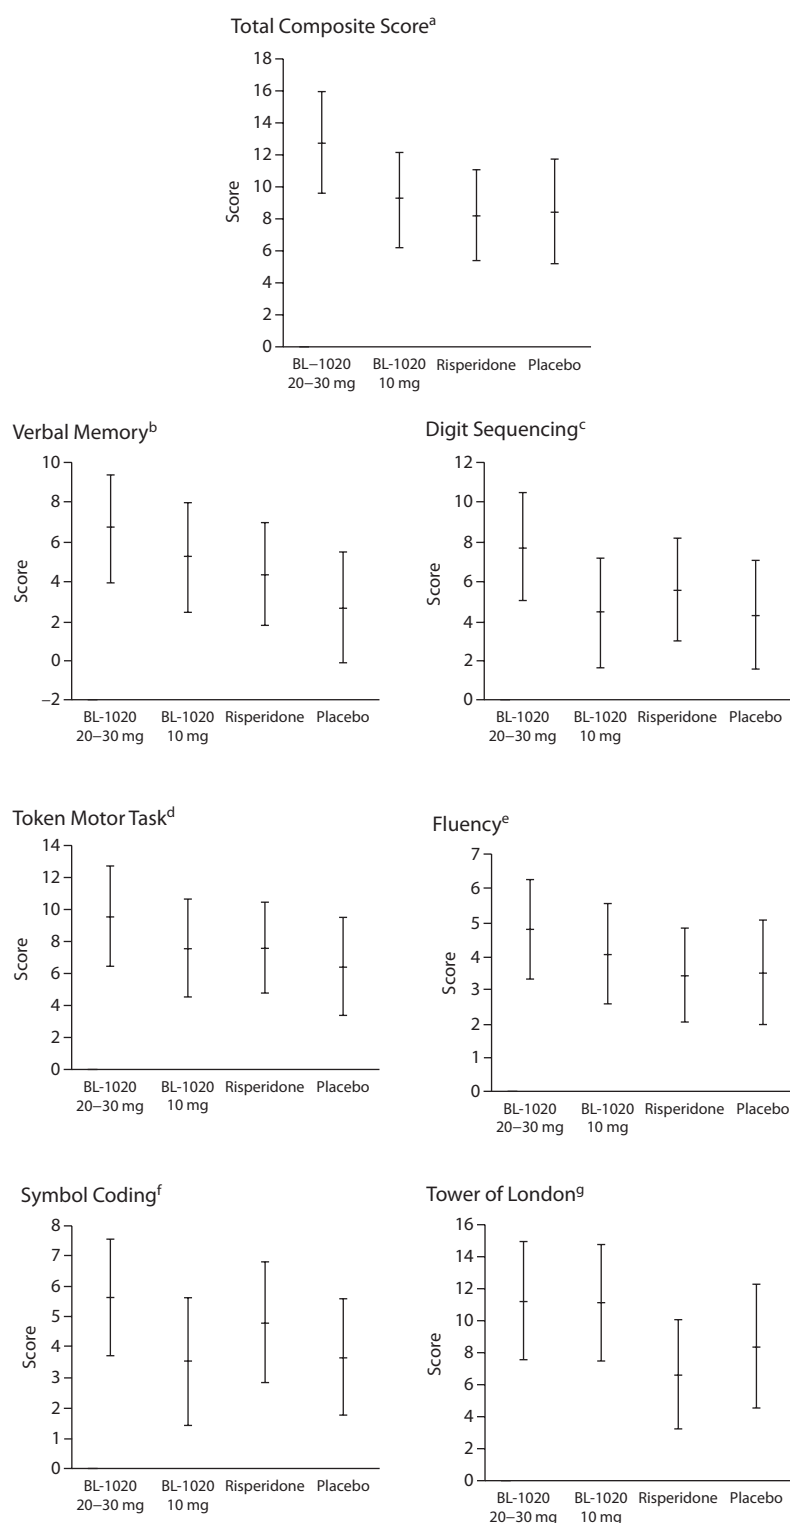 Total Composite Scoreᵃ
18
16
14
12
10
8
6
4
2
0
Score
BL–1020 BL-1020 Risperidone Placebo
20–30 mg 10 mg
Verbal Memoryᵇ
10
8
6
4
2
0
–2
Score
BL-1020 BL-1020 Risperidone Placebo
20–30 mg 10 mg
Digit Sequencingᶜ
12
10
8
6
4
2
0
Score
BL-1020 BL-1020 Risperidone Placebo
20–30 mg 10 mg
Token Motor Taskᵈ
14
12
10
8
6
4
2
0
Score
BL-1020 BL-1020 Risperidone Placebo
20–30 mg 10 mg
Fluencyᵉ
7
6
5
4
3
2
1
0
Score
BL-1020 BL-1020 Risperidone Placebo
20–30 mg 10 mg
Symbol Codingᶠ
8
7
6
5
4
3
2
1
0
Score
BL-1020 BL-1020 Risperidone Placebo
20–30 mg 10 mg
Tower of Londonᵍ
16
14
12
10
8
6
4
2
0
Score
BL-1020 BL-1020 Risperidone Placebo
20–30 mg 10 mg